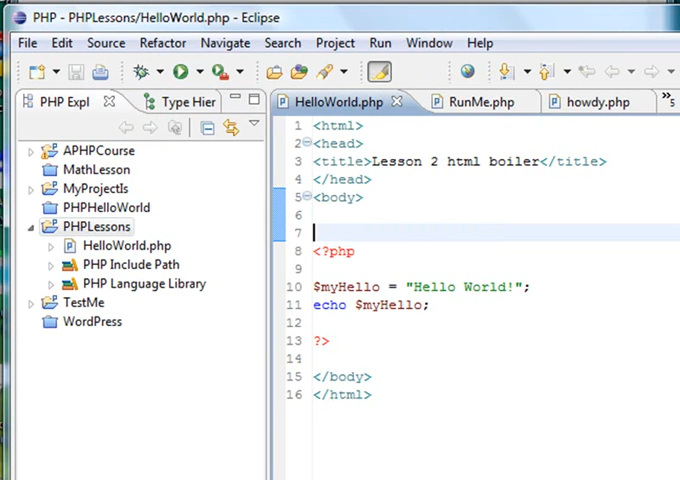 PHP - PHPLessons/HelloWorld.php - Eclipse
File Edit Source Refactor Navigate Search Project Run Window Help
PHP Expl Type Hier
HelloWorld.php RunMe.php howdy.php »5
APHPCourse
MathLesson
MyProjectIs
PHPHelloWorld
PHPLessons
HelloWorld.php
PHP Include Path
PHP Language Library
TestMe
WordPress
1 <html>
2 <head>
3 <title>Lesson 2 html boiler</title>
4 </head>
5 <body>
6
7
8 <?php
9
10 $myHello = "Hello World!";
11 echo $myHello;
12
13 ?>
14
15 </body>
16 </html>